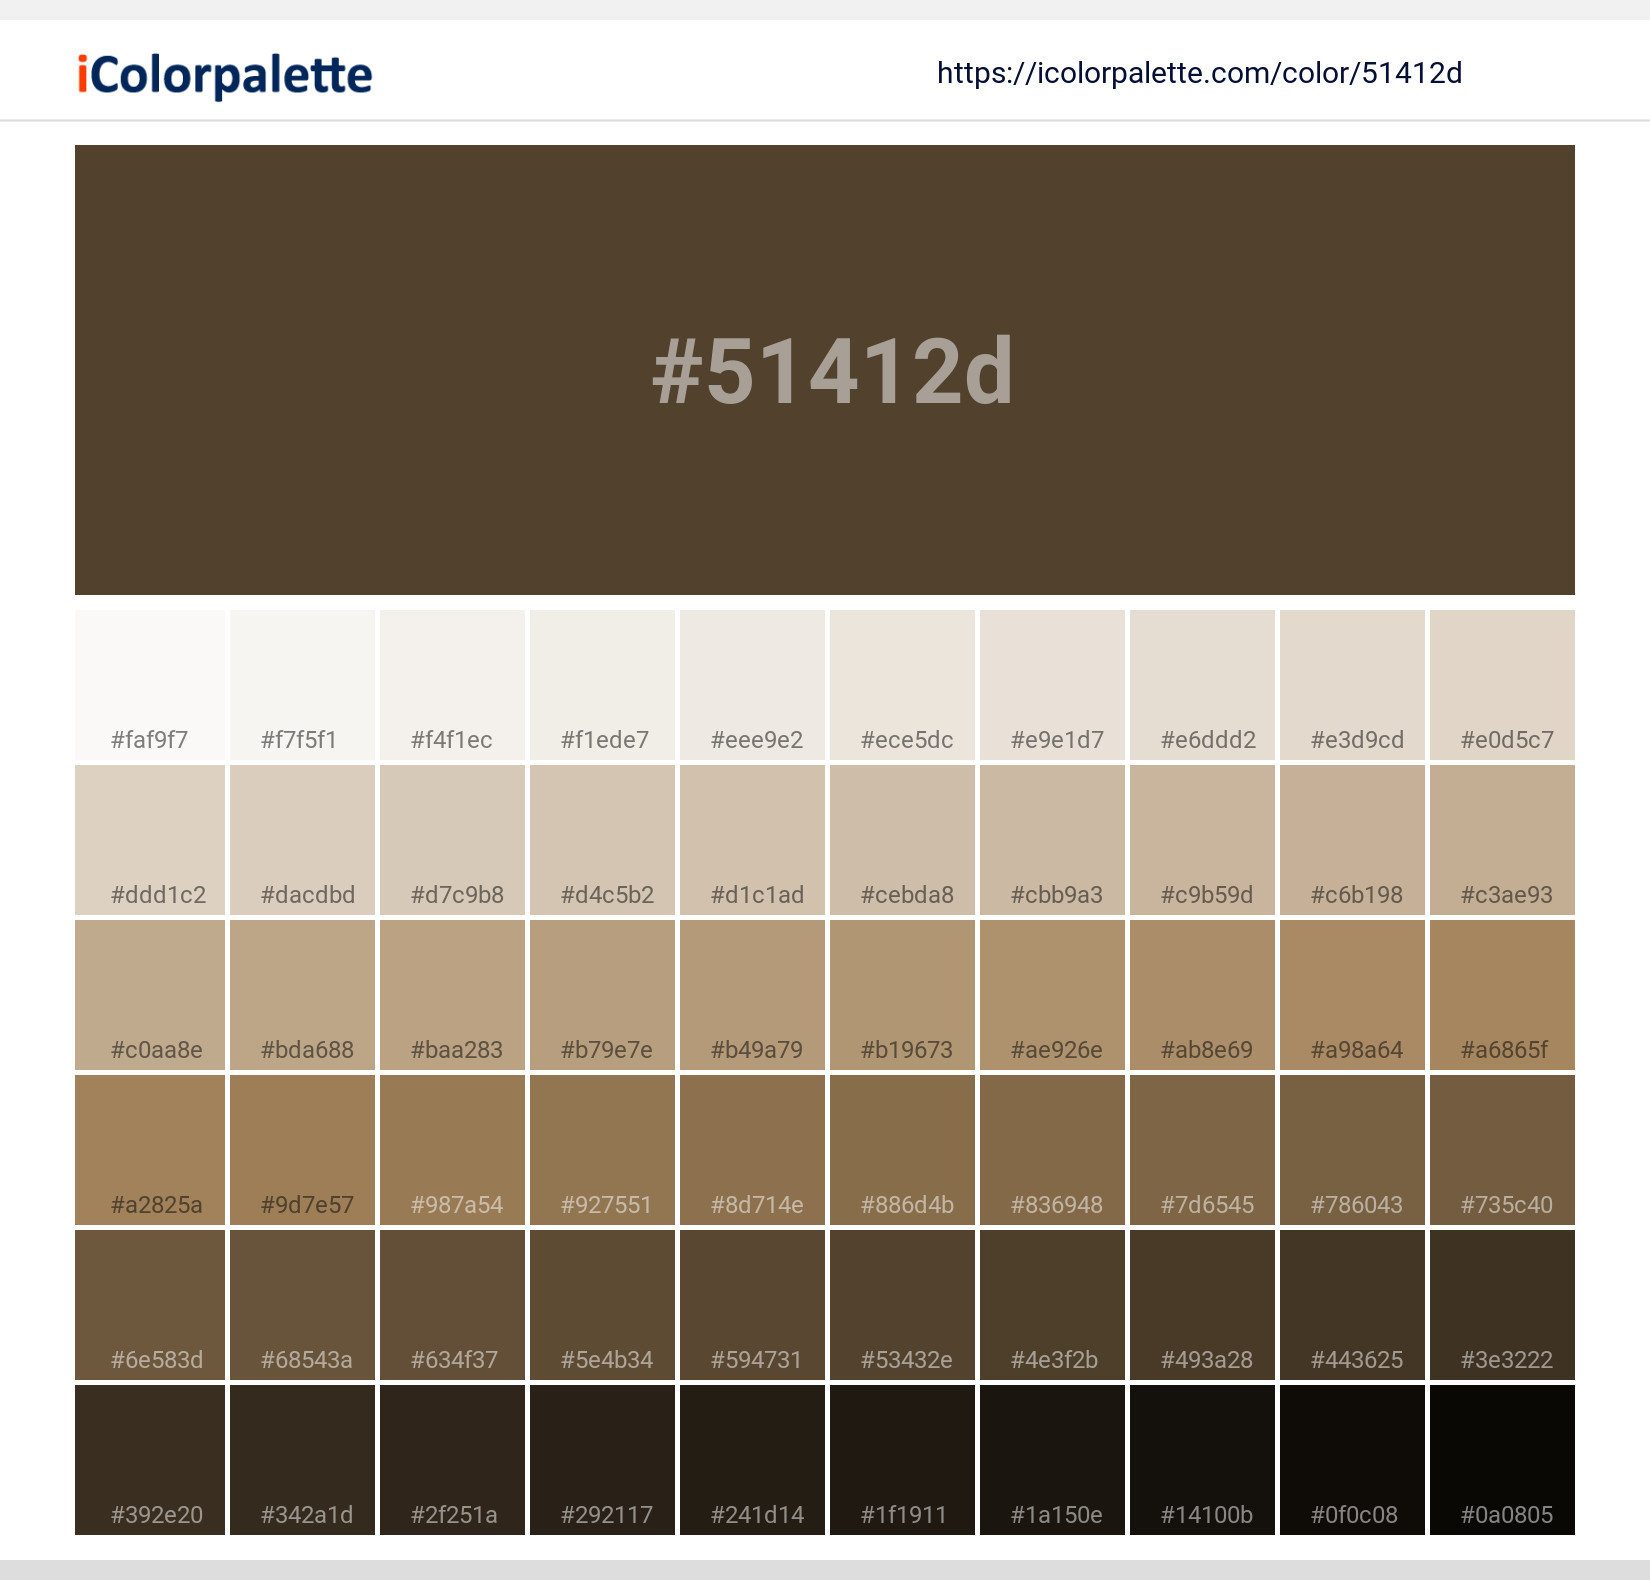 iColorpalette
https://icolorpalette.com/color/51412d
#51412d
#faf9f7 #f7f5f1 #f4f1ec #f1ede7 #eee9e2 #ece5dc #e9e1d7 #e6ddd2 #e3d9cd #e0d5c7
#ddd1c2 #dacdbd #d7c9b8 #d4c5b2 #d1c1ad #cebda8 #cbb9a3 #c9b59d #c6b198 #c3ae93
#c0aa8e #bda688 #baa283 #b79e7e #b49a79 #b19673 #ae926e #ab8e69 #a98a64 #a6865f
#a2825a #9d7e57 #987a54 #927551 #8d714e #886d4b #836948 #7d6545 #786043 #735c40
#6e583d #68543a #634f37 #5e4b34 #594731 #53432e #4e3f2b #493a28 #443625 #3e3222
#392e20 #342a1d #2f251a #292117 #241d14 #1f1911 #1a150e #14100b #0f0c08 #0a0805